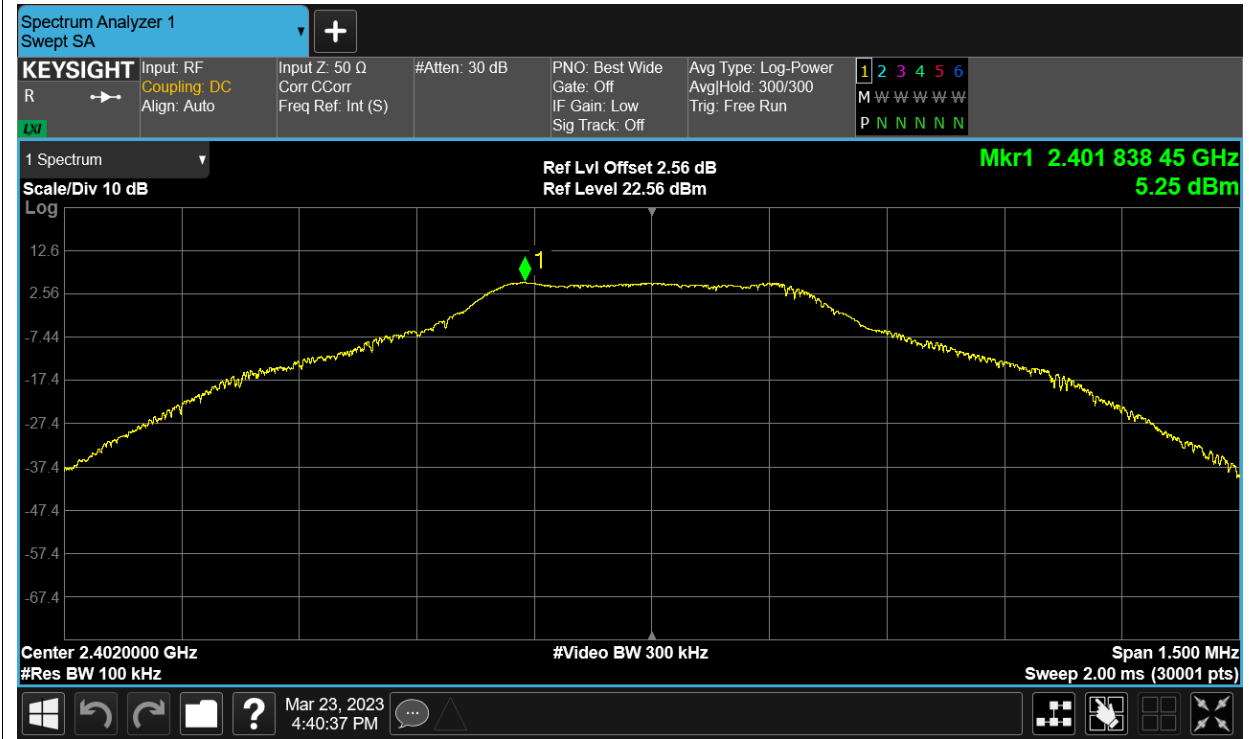 Spectrum Analyzer 1
Swept SA
KEYSIGHT
R
LXI
Input: RF
Coupling: DC
Align: Auto
Input Z: 50 Ω
Corr CCorr
Freq Ref: Int (S)
#Atten: 30 dB
PNO: Best Wide
Gate: Off
IF Gain: Low
Sig Track: Off
Avg Type: Log-Power
Avg|Hold: 300/300
Trig: Free Run
1 2 3 4 5 6
M W W W W W
P N N N N N
1 Spectrum
Scale/Div 10 dB
Log
Ref Lvl Offset 2.56 dB
Ref Level 22.56 dBm
Mkr1 2.401 838 45 GHz
5.25 dBm
1
12.6
2.56
-7.44
-17.4
-27.4
-37.4
-47.4
-57.4
-67.4
Center 2.4020000 GHz
#Res BW 100 kHz
#Video BW 300 kHz
Span 1.500 MHz
Sweep 2.00 ms (30001 pts)
?
Mar 23, 2023
4:40:37 PM